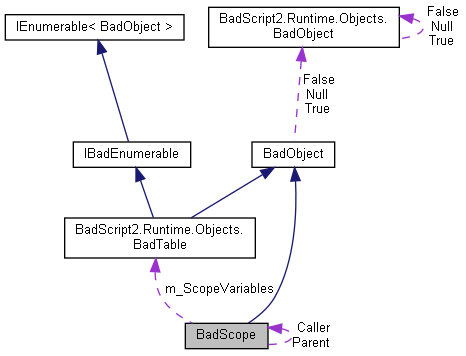 IEnumerable< BadObject >
BadScript2.Runtime.Objects.
BadObject
False
Null
True
False
Null
True
IBadEnumerable
BadObject
BadScript2.Runtime.Objects.
BadTable
m_ScopeVariables
BadScope
Caller
Parent